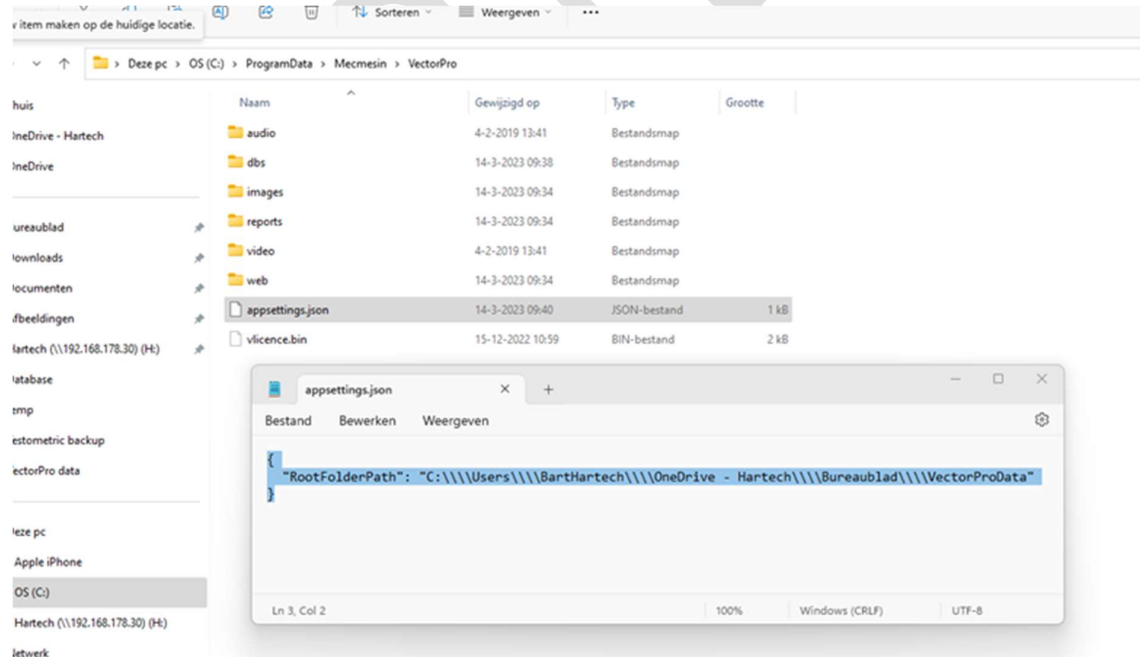 Sorteren
Weergeven
...
item maken op de huidige locatie.
Deze pc > OS (C:) > ProgramData > Mecmesin > VectorPro
Naam Gewijzigd op Type Grootte
audio 4-2-2019 13:41 Bestandsmap
dbs 14-3-2023 09:38 Bestandsmap
images 14-3-2023 09:34 Bestandsmap
reports 14-3-2023 09:34 Bestandsmap
video 4-2-2019 13:41 Bestandsmap
web 14-3-2023 09:34 Bestandsmap
appsettings.json 14-3-2023 09:40 JSON-bestand 1 kB
vlicence.bin 15-12-2022 10:59 BIN-bestand 2 kB
huis
OneDrive - Hartech
OneDrive
ureaublad
ownloads
ocumenten
fbeeldingen
Hartech (\\192.168.178.30) (H:)
atabase
emp
estometric backup
ectorPro data
eze pc
Apple iPhone
OS (C:)
Hartech (\\192.168.178.30) (H:)
etwerk
appsettings.json
Bestand Bewerken Weergeven
{
"RootFolderPath": "C:\\\\Users\\\\BartHartech\\\\OneDrive - Hartech\\\\Bureaublad\\\\VectorProData"
}
Ln 3, Col 2 100% Windows (CRLF) UTF-8